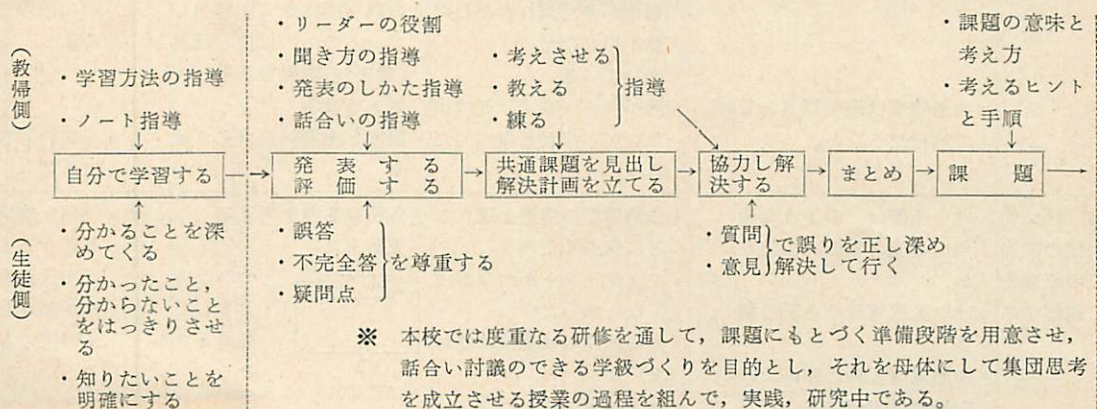 ・リーダーの役割
・聞き方の指導
・発表のしかた指導
・話合いの指導
・考えさせる
・教える
・練る
指導
・課題の意味と
考え方
・考えるヒント
と手順
(教帰側)
・学習方法の指導
・ノート指導
自分で学習する
発表する
評価する
共通課題を見出し
解決計画を立てる
協力し解
決する
まとめ
課題
(生徒側)
・分かることを深
めてくる
・分かったこと,
分からないこと
をはっきりさせ
る
・知りたいことを
明確にする
・誤答
・不完全答
・疑問点
を尊重する
・質問
・意見
で誤りを正し深め
解決して行く
※ 本校では度重なる研修を通して,課題にもとづく準備段階を用意させ,
話合い討議のできる学級づくりを目的とし,それを母体にして集団思考
を成立させる授業の過程を組んで,実践,研究中である。